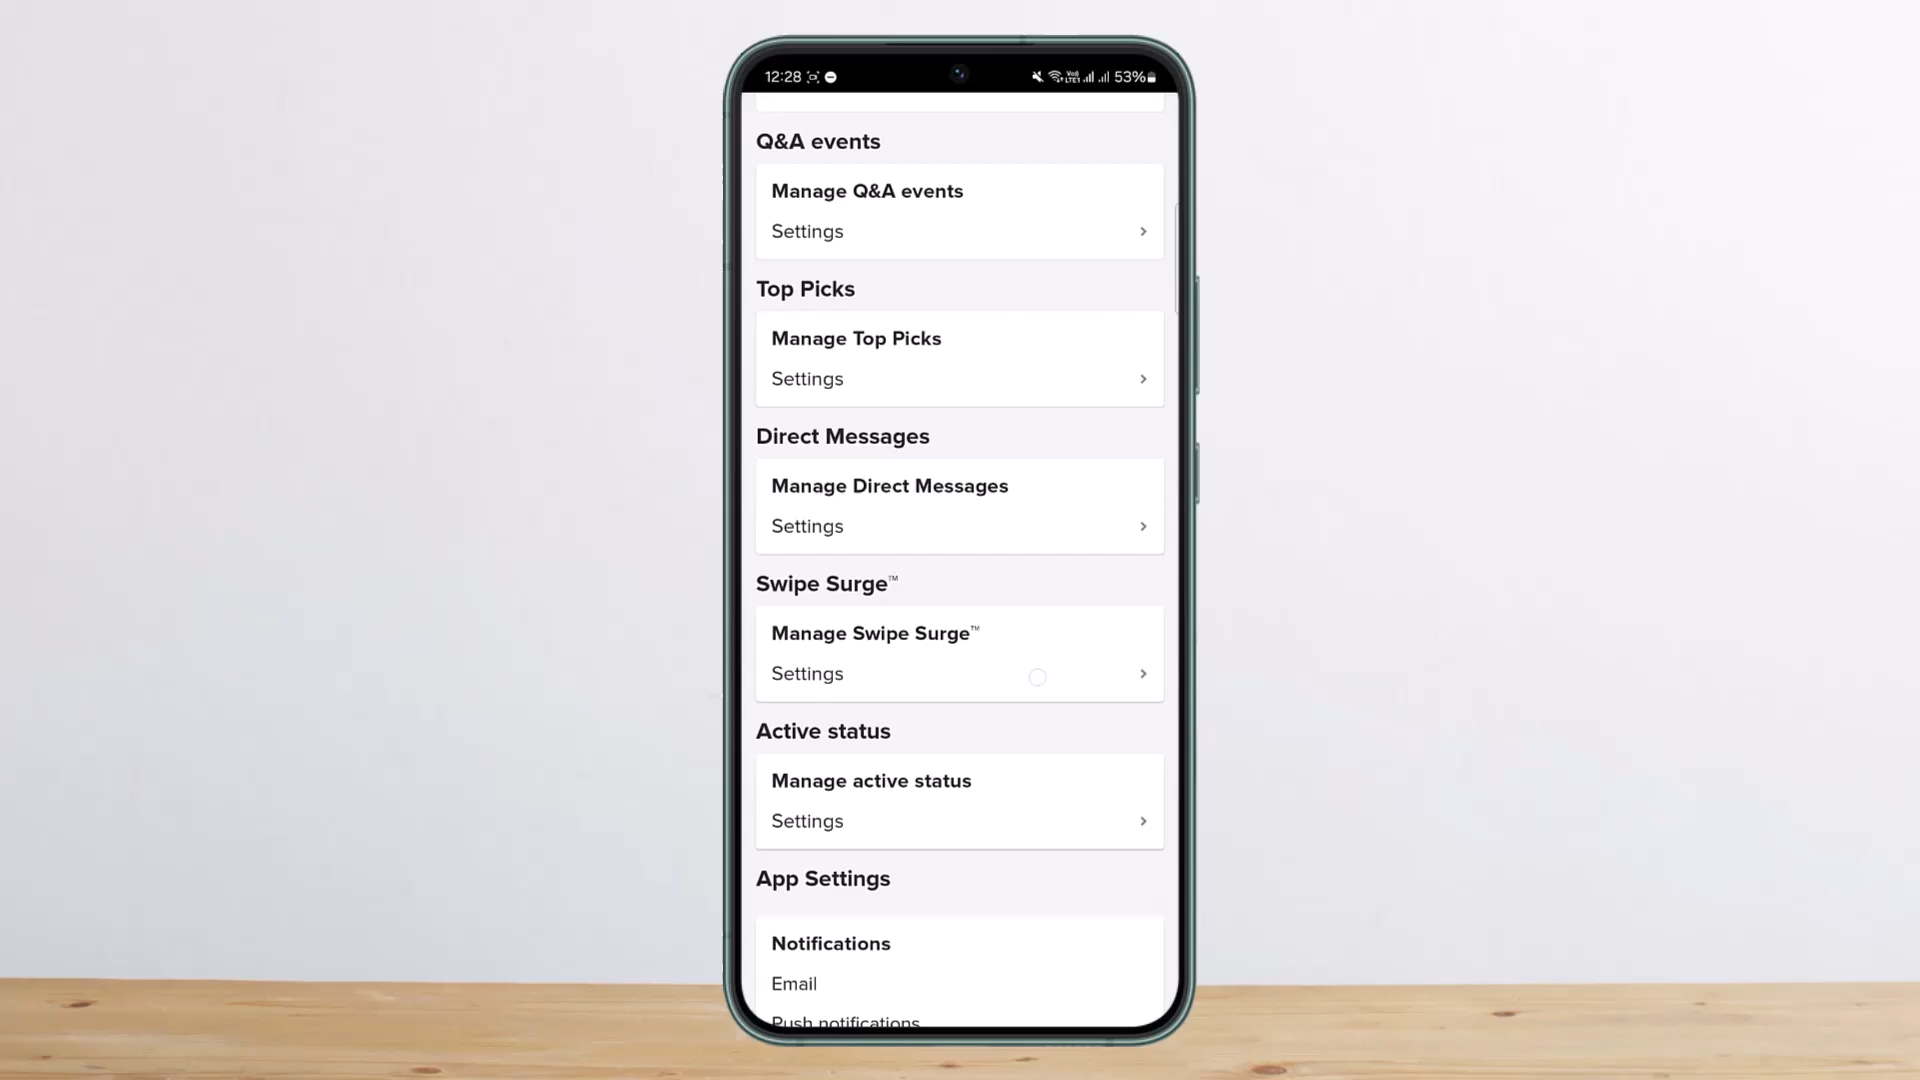 12:28 53%
Q&A events
Manage Q&A events
Settings
Top Picks
Manage Top Picks
Settings
Direct Messages
Manage Direct Messages
Settings
Swipe Surge™
Manage Swipe Surge™
Settings
Active status
Manage active status
Settings
App Settings
Notifications
Email
Push notifications